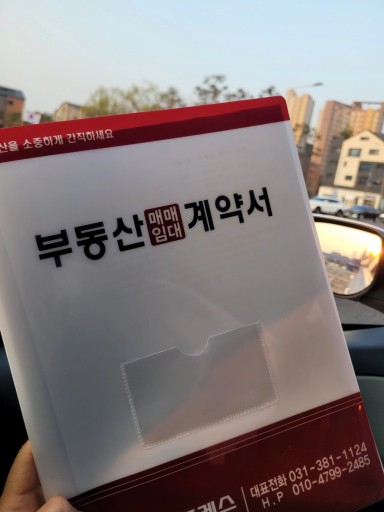 산을 소중하게 간직하세요
부동산 매매 임대 계약서
대표전화 031-381-1124
H.P 010-4799-2485